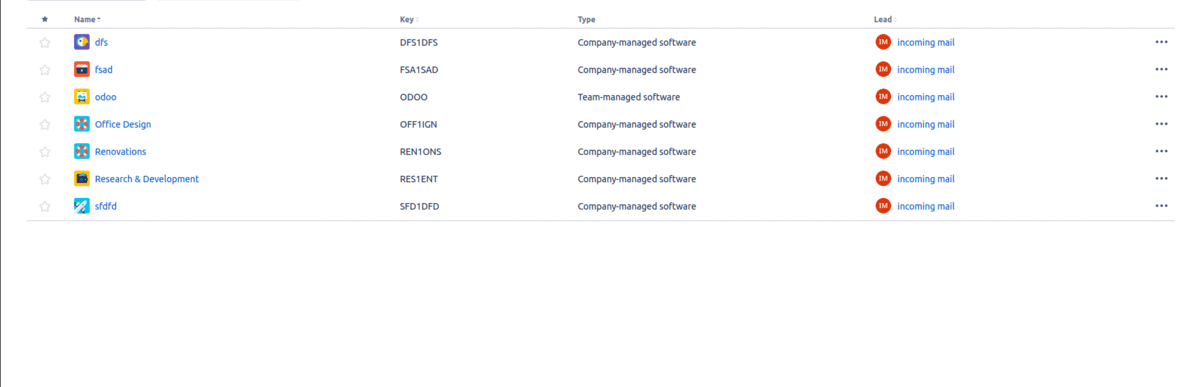 Name Key Type Lead
dfs DFS1DFS Company-managed software IM incoming mail
fsad FSA1SAD Company-managed software IM incoming mail
odoo ODOO Team-managed software IM incoming mail
Office Design OFF1IGN Company-managed software IM incoming mail
Renovations REN1ONS Company-managed software IM incoming mail
Research & Development RES1ENT Company-managed software IM incoming mail
sfdfd SFD1DFD Company-managed software IM incoming mail